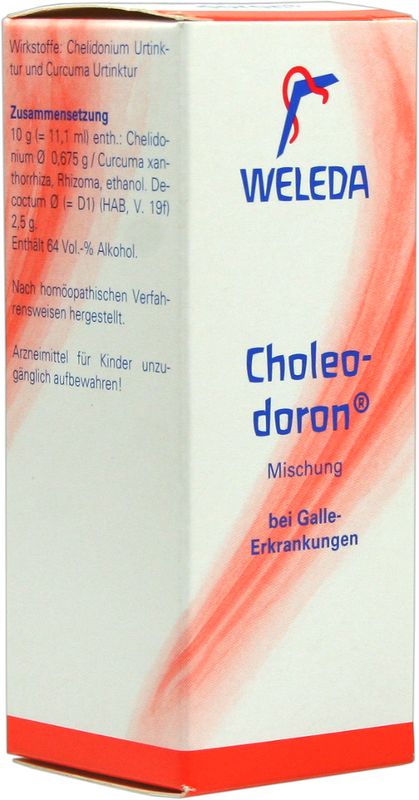 Wirkstoffe: Chelidonium Urtink-
tur und Curcuma Urtinktur
Zusammensetzung
10 g (= 11,1 ml) enth.: Chelido-
nium Ø 0,675 g / Curcuma xan-
thorrhiza, Rhizoma, ethanol. De-
coctum Ø (= D1) (HAB, V. 19f)
2,5 g.
Enthält 64 Vol.-% Alkohol.
Nach homöopathischen Verfah-
rensweisen hergestellt.
Arzneimittel für Kinder unzu-
gänglich aufbewahren!
WELEDA
Choleo-
doron®
Mischung
bei Galle-
Erkrankungen